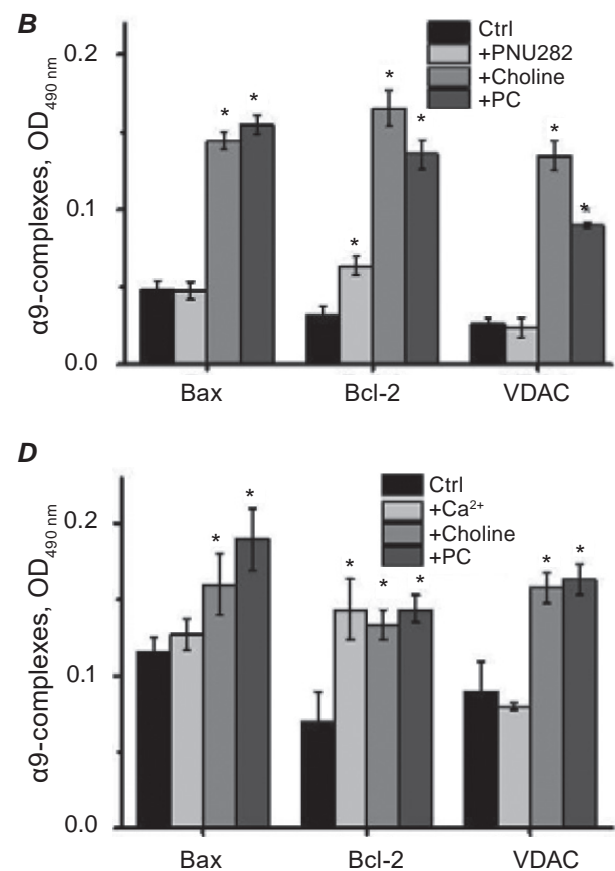 B
α9-complexes, OD490 nm
Ctrl
+PNU282
+Choline
+PC
0.2
0.1
0.0
* * * * * * *
Bax Bcl-2 VDAC
D
α9-complexes, OD490 nm
Ctrl
+Ca2+
+Choline
+PC
0.2
0.1
0.0
* * * * * * *
Bax Bcl-2 VDAC